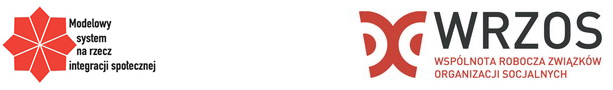 Modelowy
system
na rzecz
integracji społecznej
WRZOS
WSPÓLNOTA ROBOCZA ZWIĄZKÓW
ORGANIZACJI SOCJALNYCH